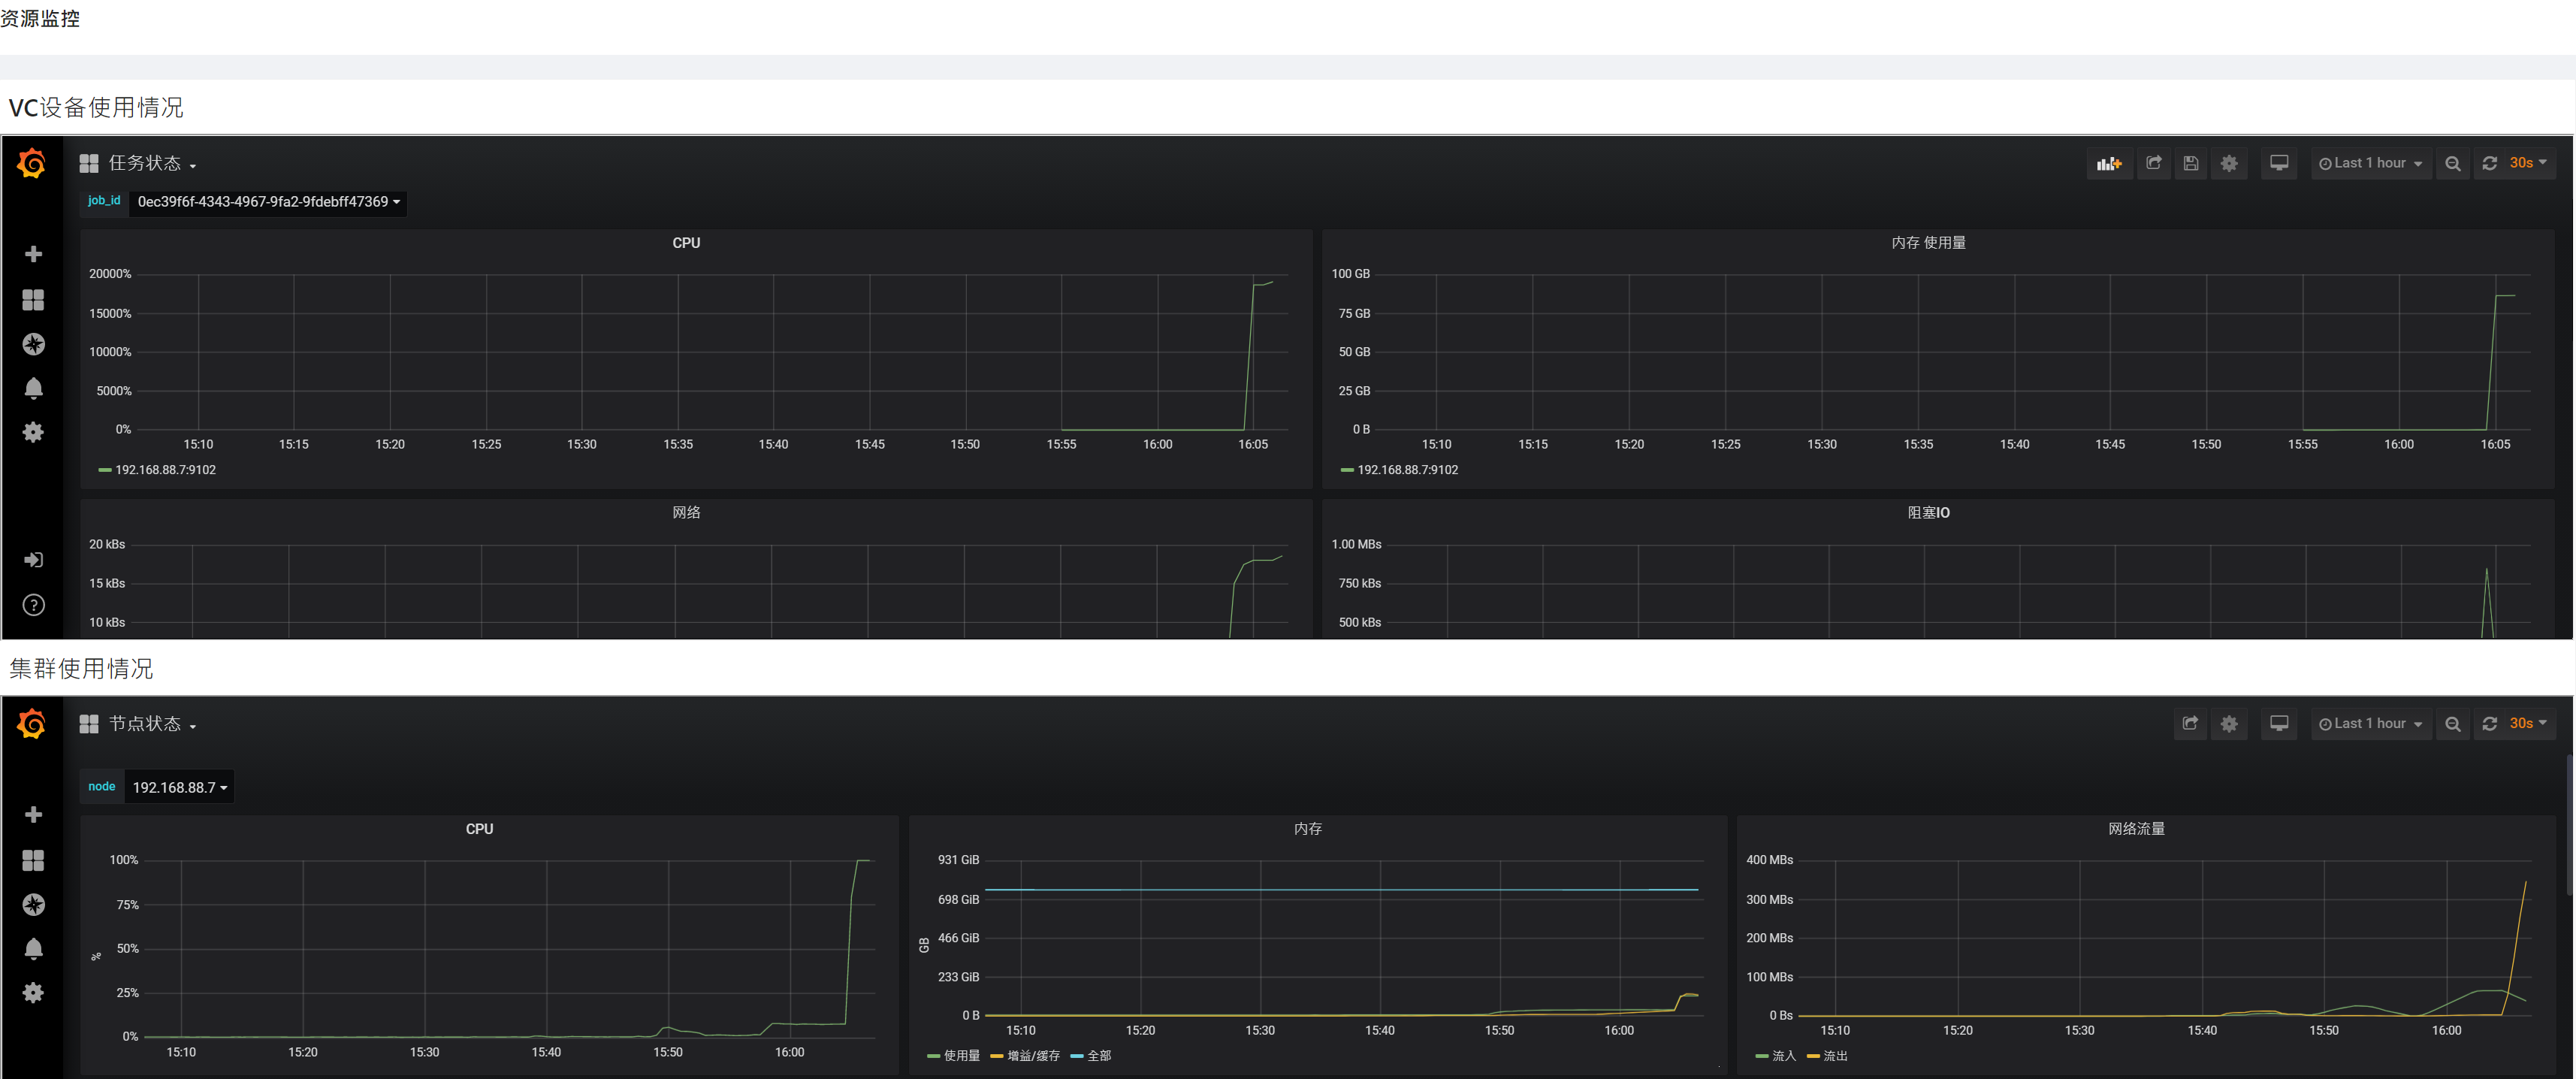 资源监控
VC设备使用情况
任务状态
Last 1 hour
30s
job_id
0ec39f6f-4343-4967-9fa2-9fdebff47369
CPU
20000%
15000%
10000%
5000%
0%
15:10 15:15 15:20 15:25 15:30 15:35 15:40 15:45 15:50 15:55 16:00 16:05
192.168.88.7:9102
内存 使用量
100 GB
75 GB
50 GB
25 GB
0 B
15:10 15:15 15:20 15:25 15:30 15:35 15:40 15:45 15:50 15:55 16:00 16:05
192.168.88.7:9102
网络
20 kBs
15 kBs
10 kBs
阻塞IO
1.00 MBs
750 kBs
500 kBs
集群使用情况
节点状态
Last 1 hour
30s
node
192.168.88.7
CPU
%
100%
75%
50%
25%
0%
15:10 15:20 15:30 15:40 15:50 16:00
内存
GB
931 GiB
698 GiB
466 GiB
233 GiB
0 B
15:10 15:20 15:30 15:40 15:50 16:00
使用量 增益/缓存 全部
网络流量
400 MBs
300 MBs
200 MBs
100 MBs
0 Bs
15:10 15:20 15:30 15:40 15:50 16:00
流入 流出